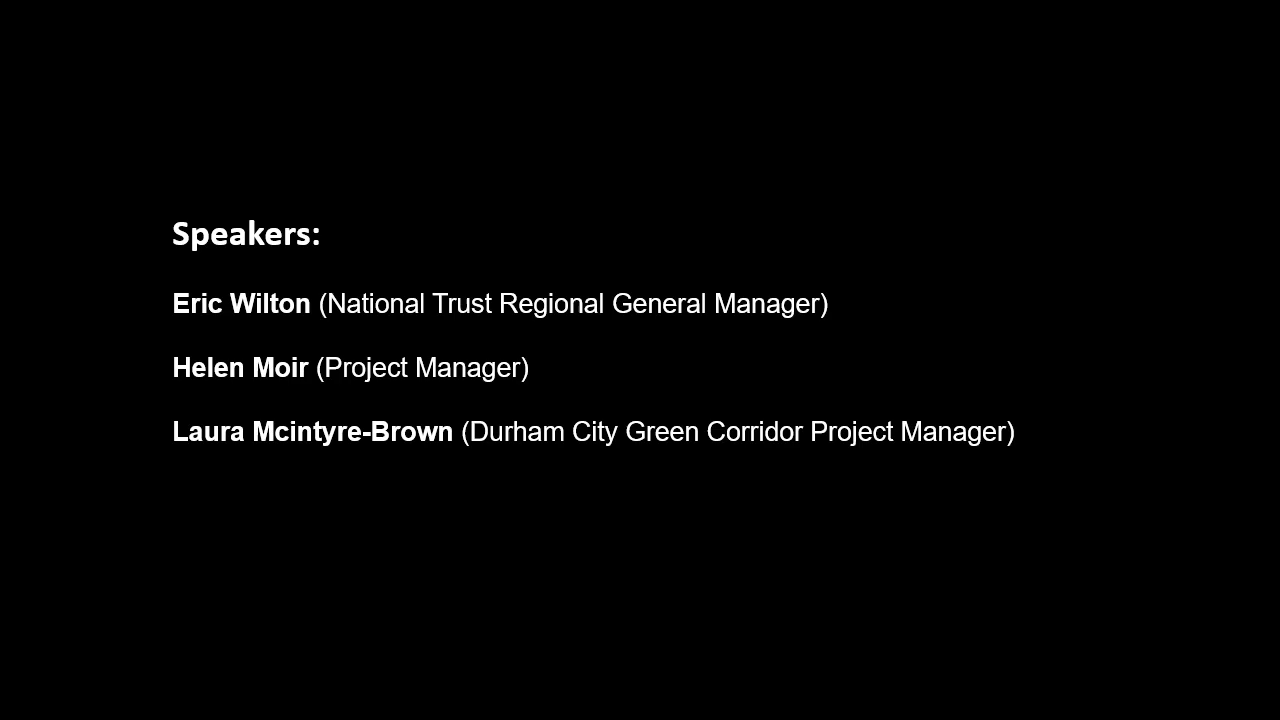 Speakers:
Eric Wilton (National Trust Regional General Manager)
Helen Moir (Project Manager)
Laura Mcintyre-Brown (Durham City Green Corridor Project Manager)